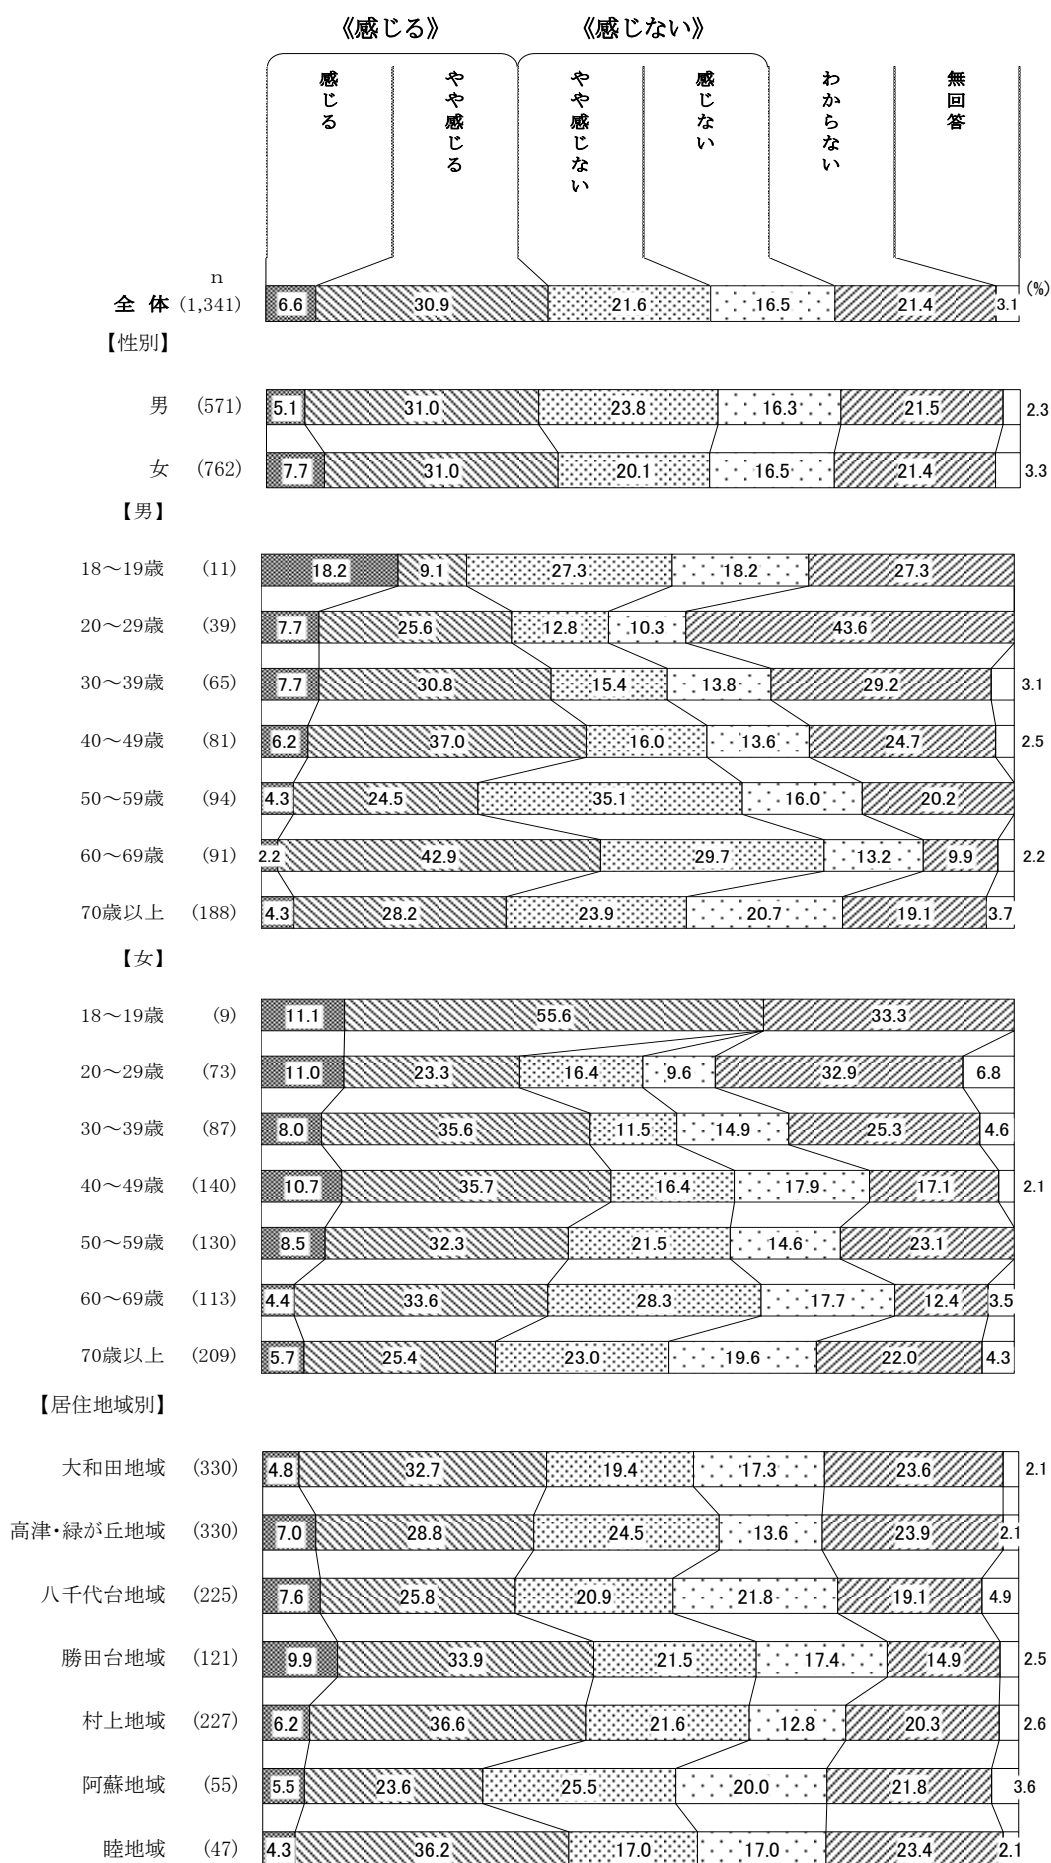 《感じる》 《感じない》
感じる やや感じる やや感じない 感じない わからない 無回答
n
(%)
全 体 (1,341) 6.6 30.9 21.6 16.5 21.4 3.1
【性別】
男 (571) 5.1 31.0 23.8 16.3 21.5 2.3
女 (762) 7.7 31.0 20.1 16.5 21.4 3.3
【男】
18～19歳 (11) 18.2 9.1 27.3 18.2 27.3
20～29歳 (39) 7.7 25.6 12.8 10.3 43.6
30～39歳 (65) 7.7 30.8 15.4 13.8 29.2 3.1
40～49歳 (81) 6.2 37.0 16.0 13.6 24.7 2.5
50～59歳 (94) 4.3 24.5 35.1 16.0 20.2
60～69歳 (91) 2.2 42.9 29.7 13.2 9.9 2.2
70歳以上 (188) 4.3 28.2 23.9 20.7 19.1 3.7
【女】
18～19歳 (9) 11.1 55.6 33.3
20～29歳 (73) 11.0 23.3 16.4 9.6 32.9 6.8
30～39歳 (87) 8.0 35.6 11.5 14.9 25.3 4.6
40～49歳 (140) 10.7 35.7 16.4 17.9 17.1 2.1
50～59歳 (130) 8.5 32.3 21.5 14.6 23.1
60～69歳 (113) 4.4 33.6 28.3 17.7 12.4 3.5
70歳以上 (209) 5.7 25.4 23.0 19.6 22.0 4.3
【居住地域別】
大和田地域 (330) 4.8 32.7 19.4 17.3 23.6 2.1
高津・緑が丘地域 (330) 7.0 28.8 24.5 13.6 23.9 2.1
八千代台地域 (225) 7.6 25.8 20.9 21.8 19.1 4.9
勝田台地域 (121) 9.9 33.9 21.5 17.4 14.9 2.5
村上地域 (227) 6.2 36.6 21.6 12.8 20.3 2.6
阿蘇地域 (55) 5.5 23.6 25.5 20.0 21.8 3.6
睦地域 (47) 4.3 36.2 17.0 17.0 23.4 2.1